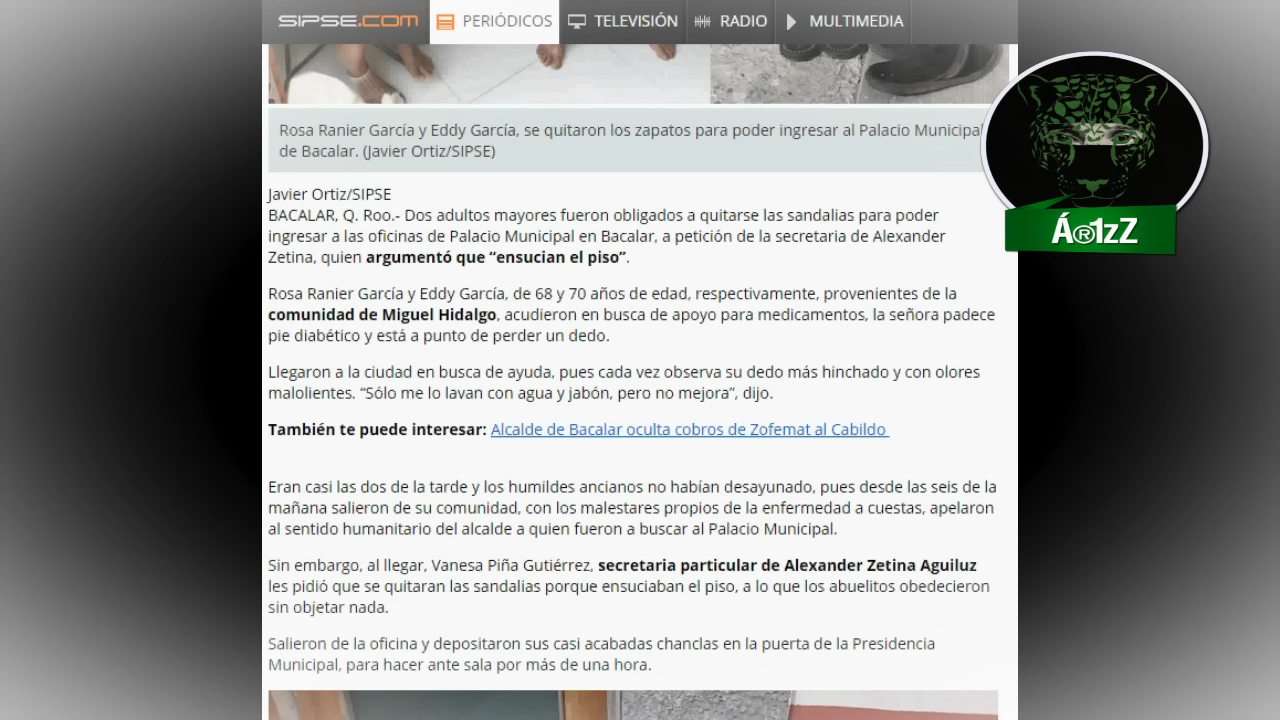 SIPSE.COM PERIÓDICOS TELEVISIÓN RADIO MULTIMEDIA
Rosa Ranier García y Eddy García, se quitaron los zapatos para poder ingresar al Palacio Municipal
de Bacalar. (Javier Ortiz/SIPSE)
Á®1zZ
Javier Ortiz/SIPSE
BACALAR, Q. Roo.- Dos adultos mayores fueron obligados a quitarse las sandalias para poder
ingresar a las oficinas de Palacio Municipal en Bacalar, a petición de la secretaria de Alexander
Zetina, quien argumentó que “ensucian el piso”.
Rosa Ranier García y Eddy García, de 68 y 70 años de edad, respectivamente, provenientes de la
comunidad de Miguel Hidalgo, acudieron en busca de apoyo para medicamentos, la señora padece
pie diabético y está a punto de perder un dedo.
Llegaron a la ciudad en busca de ayuda, pues cada vez observa su dedo más hinchado y con olores
malolientes. “Sólo me lo lavan con agua y jabón, pero no mejora”, dijo.
También te puede interesar: Alcalde de Bacalar oculta cobros de Zofemat al Cabildo
Eran casi las dos de la tarde y los humildes ancianos no habían desayunado, pues desde las seis de la
mañana salieron de su comunidad, con los malestares propios de la enfermedad a cuestas, apelaron
al sentido humanitario del alcalde a quien fueron a buscar al Palacio Municipal.
Sin embargo, al llegar, Vanesa Piña Gutiérrez, secretaria particular de Alexander Zetina Aguiluz
les pidió que se quitaran las sandalias porque ensuciaban el piso, a lo que los abuelitos obedecieron
sin objetar nada.
Salieron de la oficina y depositaron sus casi acabadas chanclas en la puerta de la Presidencia
Municipal, para hacer ante sala por más de una hora.